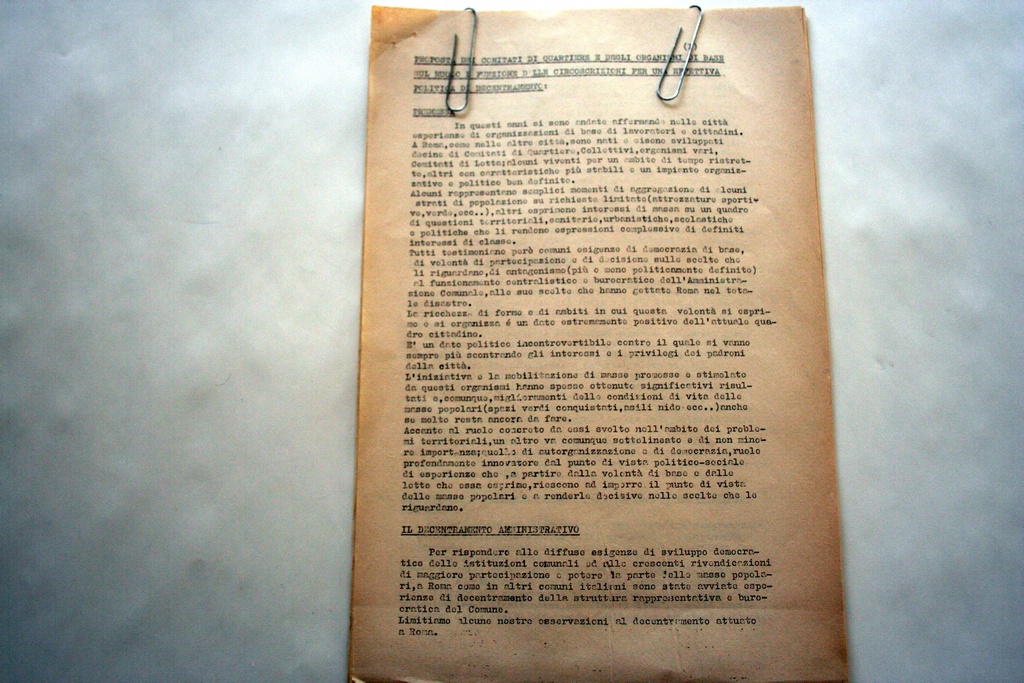 (1)
PROPOSTA DEI COMITATI DI QUARTIERE E DEGLI ORGANISMI DI BASE
SUL RUOLO E FUNZIONE DELLE CIRCOSCRIZIONI PER UNA EFFETTIVA
POLITICA DI DECENTRAMENTO:
In questi anni si sono andate affermando nelle città
esperienze di organizzazioni di base di lavoratori e cittadini.
A Roma,come nelle altre città,sono nati e sisono sviluppati
decine di Comitati di Quartiere,Collettivi,organismi vari,
Comitati di Lotta;alcuni viventi per un ambito di tempo ristret-
to,altri con caratteristiche più stabili e un impianto organiz-
zativo e politico ben definito.
Alcuni rappresentano semplici momenti di aggregazione di alcuni
strati di popolazione su richieste limitate(attrezzature sporti-
ve,verde,ecc..),altri esprimono interessi di massa su un quadro
di questioni territoriali,sanitarie,urbanistiche,scolastiche
e politiche che li rendono espressioni complessive di definiti
interessi di classe.
Tutti testimoniano però comuni esigenze di democrazia di base,
di volontà di partecipazione e di decisione sulle scelte che
li riguardano,di antagonismo(più o meno politicamente definito)
al funzionamento centralistico e burocratico dell'Amministra-
zione Comunale,alle sue scelte che hanno gettato Roma nel tota-
le disastro.
La ricchezza di forme e di ambiti in cui questa volontà si espri-
me e si organizza é un dato estremamente positivo dell'attuale qua-
dro cittadino.
E' un dato politico incontrovertibile contro il quale si vanno
sempre più scontrando gli interessi e i privilegi dei padroni
della città.
L'iniziativa e la mobilitazione di massa promosse e stimolate
da questi organismi hanno spesso ottenuto significativi risul-
tati e,comunque,miglioramenti delle condizioni di vita delle
masse popolari(spazi verdi conquistati,asili nido ecc..)anche
se molto resta ancora da fare.
Accanto al ruolo concreto da essi svolto nell'ambito dei proble-
mi territoriali,un altro va comunque sottolineato e di non mino-
re importanza;quello di autorganizzazione e di democrazia,ruolo
profondamente innovatore dal punto di vista politico-sociale
di esperienze che ,a partire dalla volontà di base e dalle
lotte che essa esprime,riescono ad imporre il punto di vista
delle masse popolari e a renderle decisive nelle scelte che le
riguardano.
IL DECENTRAMENTO AMMINISTRATIVO
Per rispondere alle diffuse esigenze di sviluppo democra-
tico delle istituzioni comunali ed alle crescenti rivendicazioni
di maggiore partecipazione e potere da parte delle masse popola-
ri,a Roma come in altri comuni italiani sono state avviate espe-
rienze di decentramento della struttura rappresentativa e buro-
cratica del Comune.
Limitiamo alcune nostre osservazioni al decentramento attuato
a Roma.